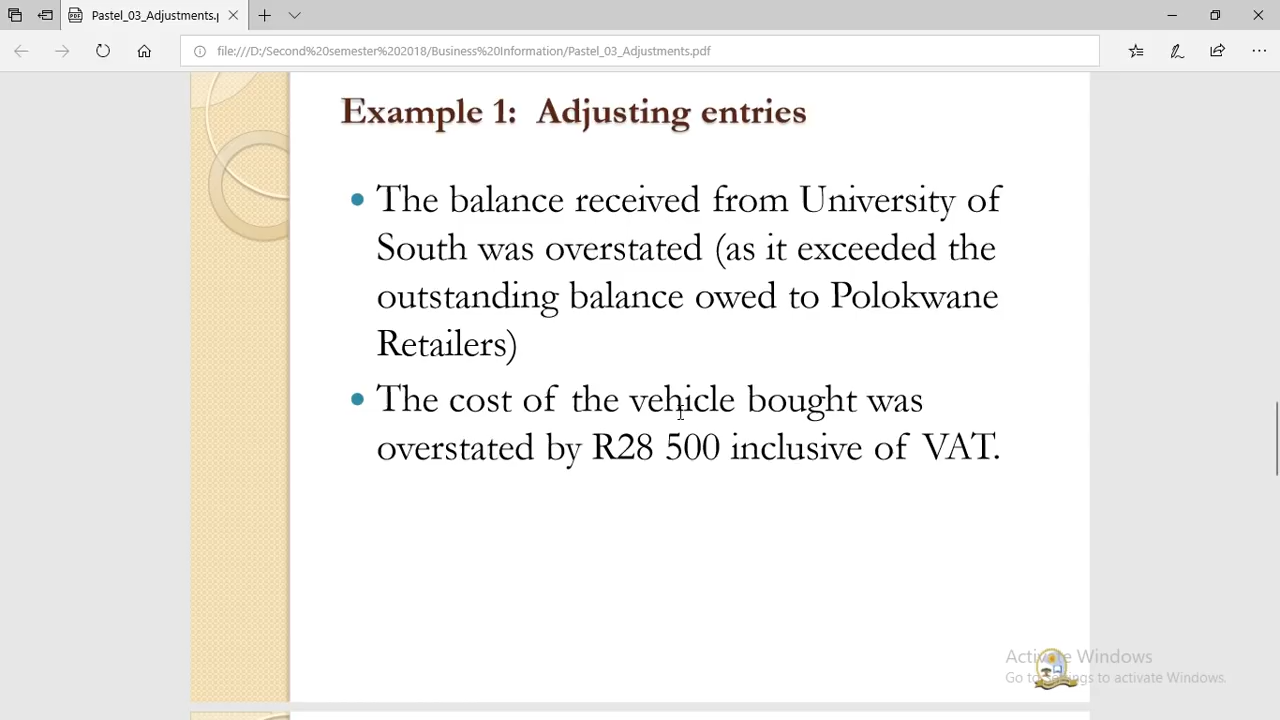 Pastel_03_Adjustments.p
file:///D:/Second%20semester%202018/Business%20Information/Pastel_03_Adjustments.pdf
Example 1: Adjusting entries
• The balance received from University of
South was overstated (as it exceeded the
outstanding balance owed to Polokwane
Retailers)
• The cost of the vehicle bought was
overstated by R28 500 inclusive of VAT.
Activate Windows
Go to Settings to activate Windows.